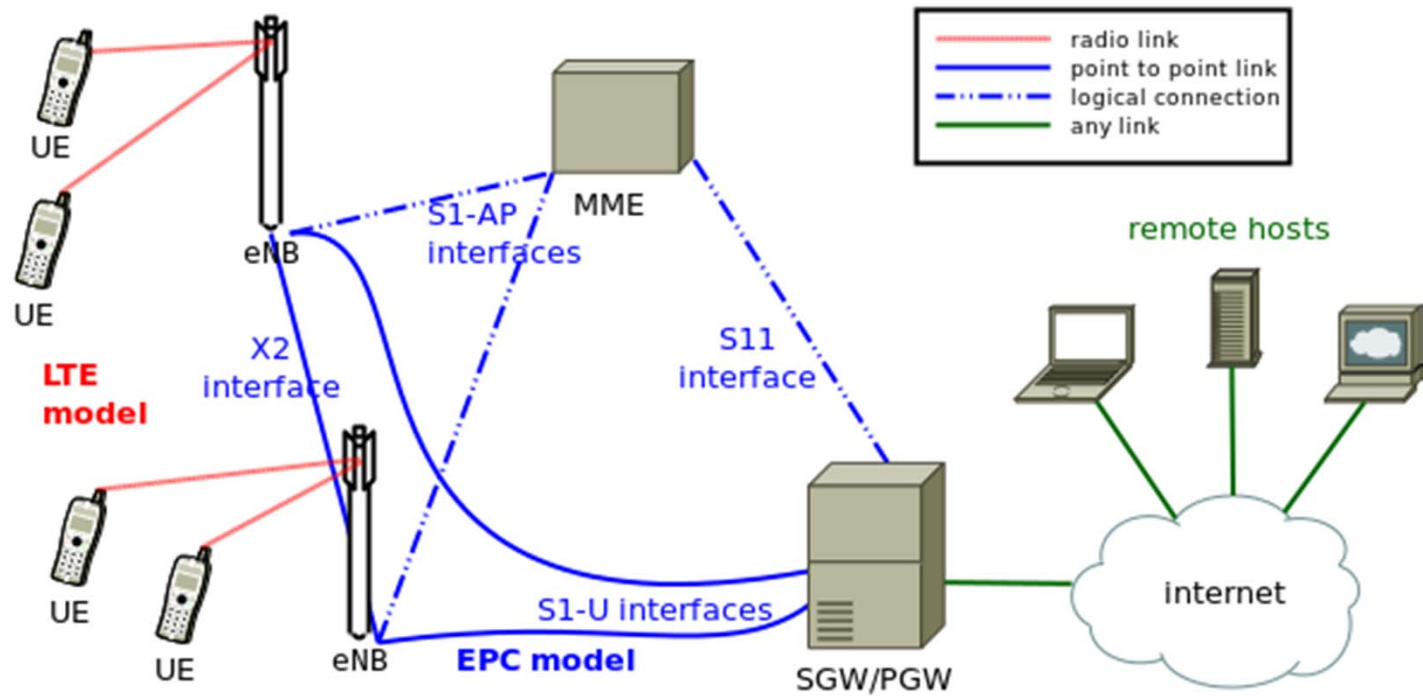 radio link
point to point link
logical connection
any link
UE
UE
eNB
MME
S1-AP
interfaces
remote hosts
X2
interface
S11
interface
LTE
model
UE
UE
eNB
S1-U interfaces
EPC model
SGW/PGW
internet